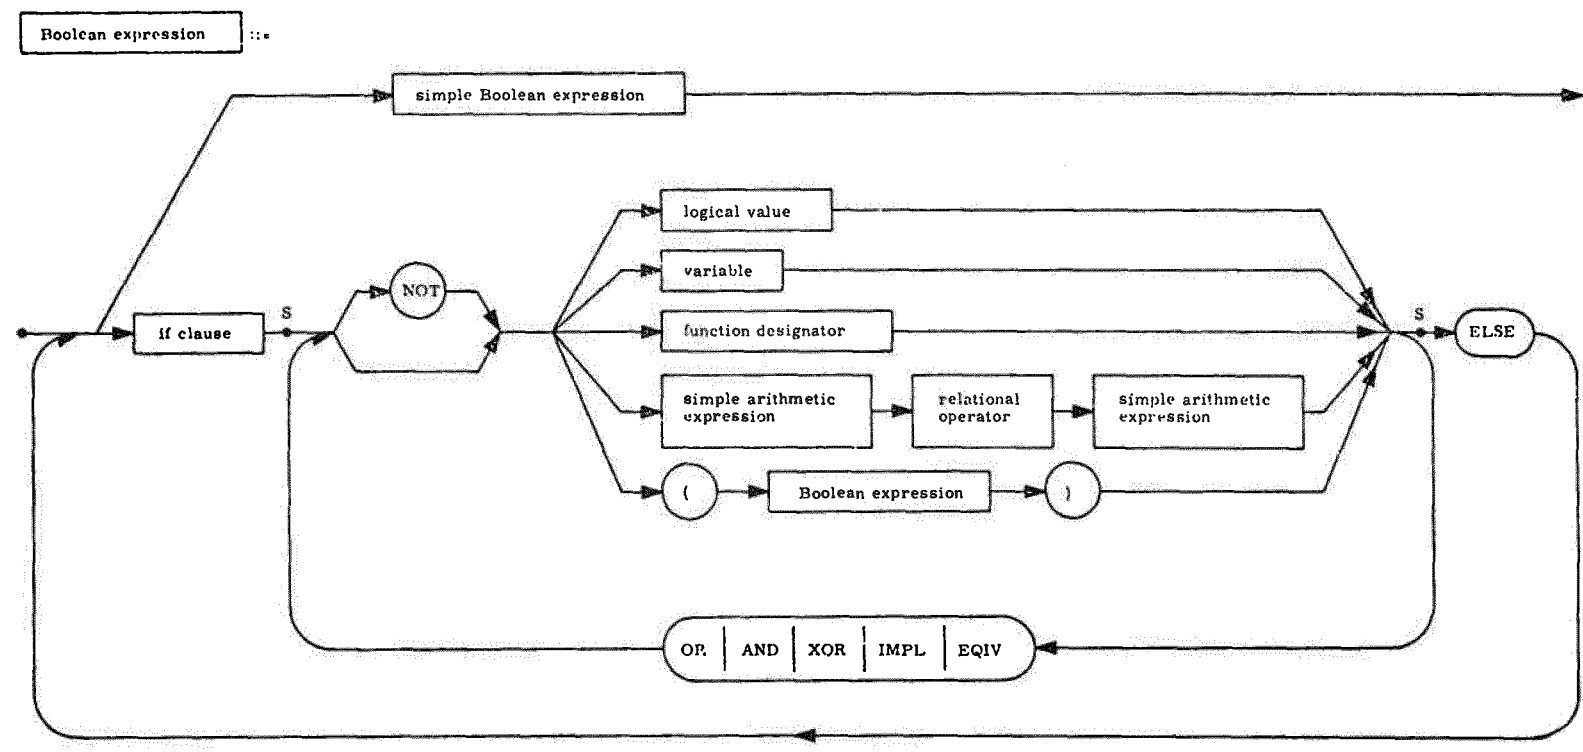 Boolean expression ::=
simple Boolean expression
logical value
variable
NOT
S
if clause
function designator
S
ELSE
simple arithmetic
expression
relational
operator
simple arithmetic
expression
(
Boolean expression
)
OR AND XOR IMPL EQIV